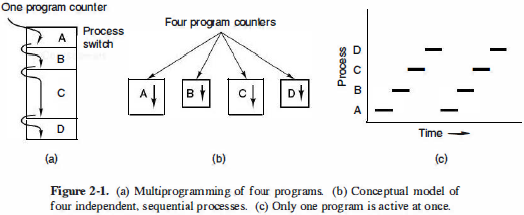 One program counter
Process
switch
A
B
C
D
(a)
Four program counters
A
B
C
D
(b)
Process
D
C
B
A
Time
(c)
Figure 2-1. (a) Multiprogramming of four programs. (b) Conceptual model of
four independent, sequential processes. (c) Only one program is active at once.